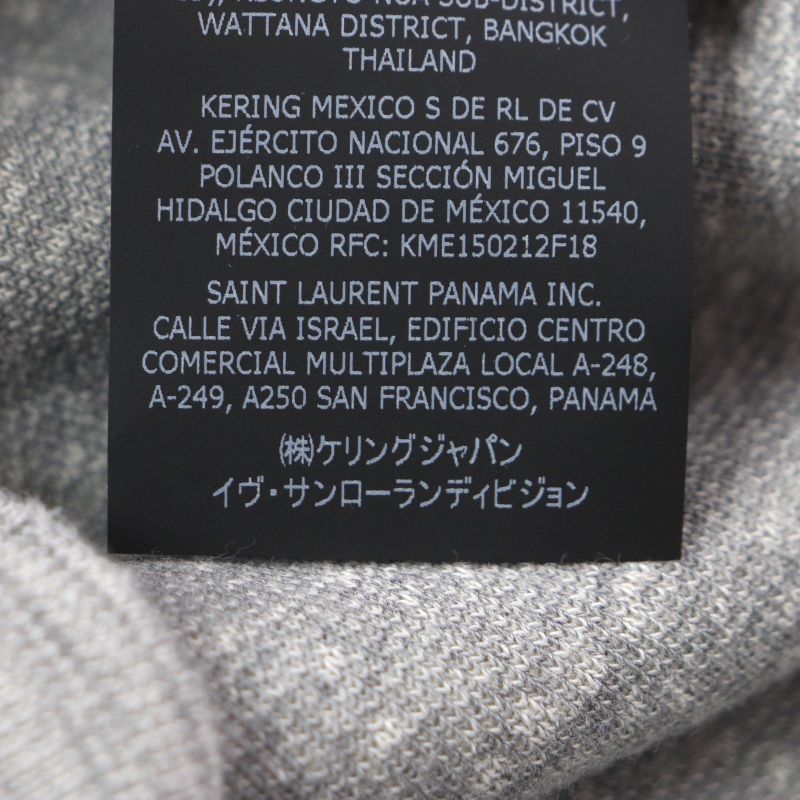 SUB-DISTRICT,
WATTANA DISTRICT, BANGKOK
THAILAND
KERING MEXICO S DE RL DE CV
AV. EJÉRCITO NACIONAL 676, PISO 9
POLANCO III SECCIÓN MIGUEL
HIDALGO CIUDAD DE MÉXICO 11540,
MÉXICO RFC: KME150212F18
SAINT LAURENT PANAMA INC.
CALLE VIA ISRAEL, EDIFICIO CENTRO
COMERCIAL MULTIPLAZA LOCAL A-248,
A-249, A250 SAN FRANCISCO, PANAMA
(株)ケリングジャパン
イヴ・サンローランディビジョン